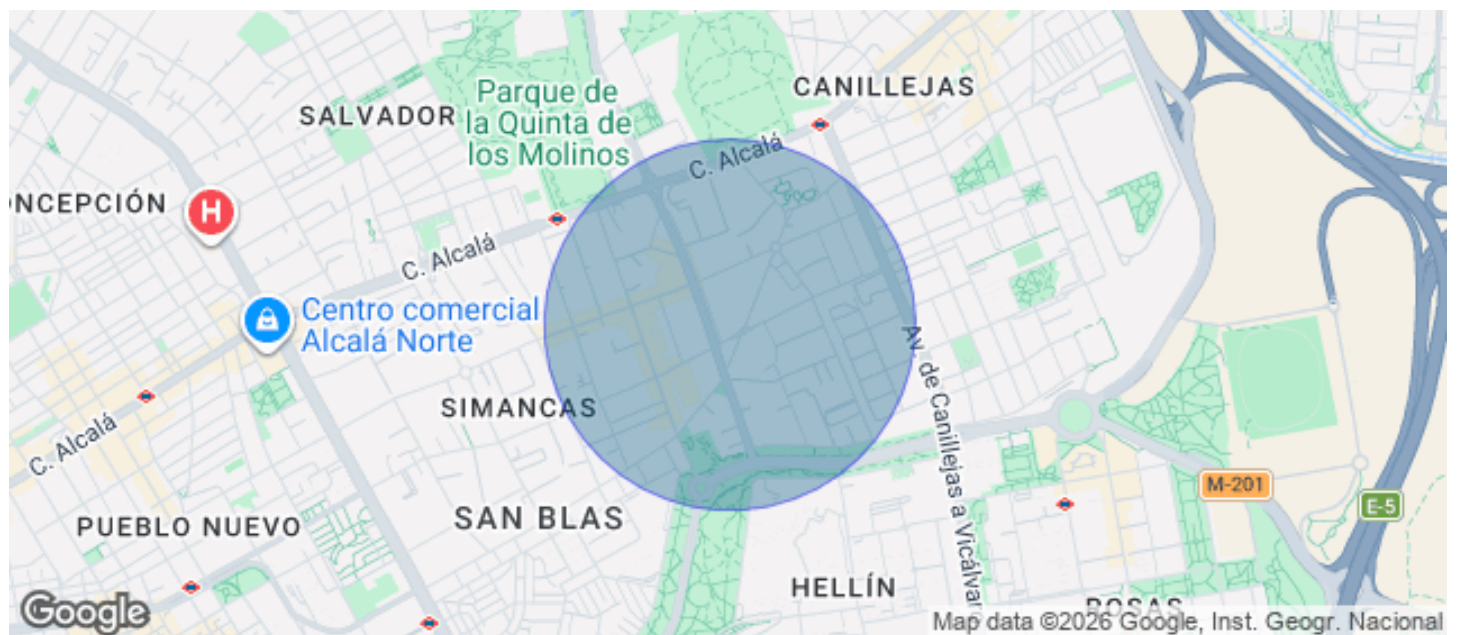 CANILLEJAS
Parque de
la Quinta de
los Molinos
SALVADOR
C. Alcalá
NCEPCIÓN
H
C. Alcalá
Centro comercial
Alcalá Norte
Av. de Canillejas a Vicálvar
SIMANCAS
C. Alcalá
M-201
E-5
SAN BLAS
PUEBLO NUEVO
HELLÍN
ROSAS
Google
Map data ©2026 Google, Inst. Geogr. Nacional